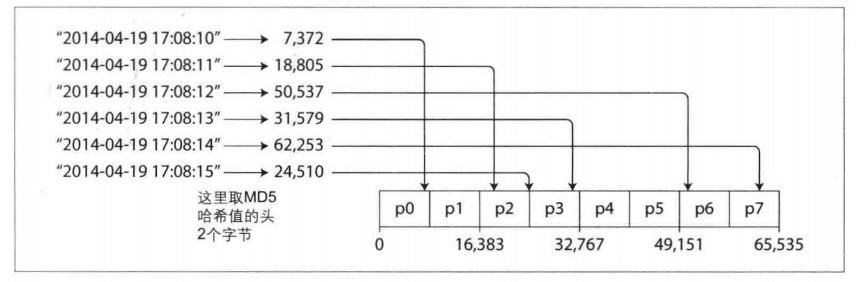 “2014-04-19 17:08:10” 7,372
“2014-04-19 17:08:11” 18,805
“2014-04-19 17:08:12” 50,537
“2014-04-19 17:08:13” 31,579
“2014-04-19 17:08:14” 62,253
“2014-04-19 17:08:15” 24,510
这里取MD5
哈希值的头
2个字节
p0 p1 p2 p3 p4 p5 p6 p7
0 16,383 32,767 49,151 65,535